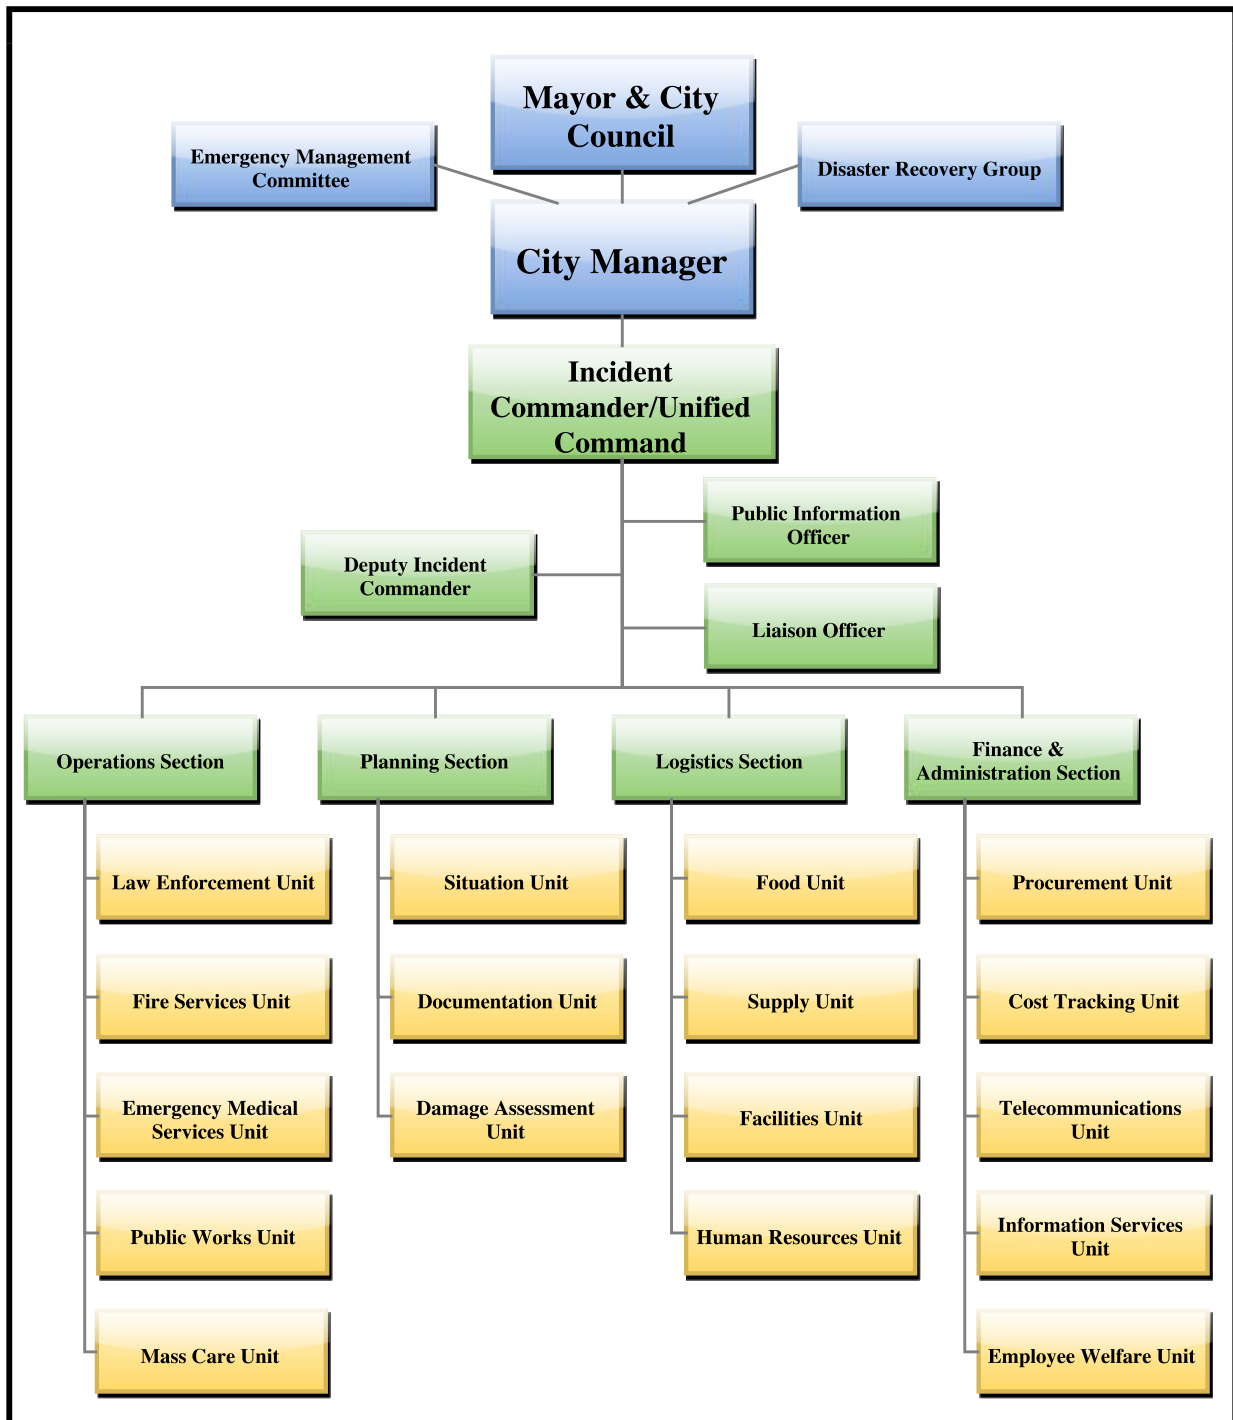 Mayor & City
Council
Emergency Management
Committee
Disaster Recovery Group
City Manager
Incident
Commander/Unified
Command
Public Information
Officer
Deputy Incident
Commander
Liaison Officer
Operations Section
Planning Section
Logistics Section
Finance &
Administration Section
Law Enforcement Unit
Situation Unit
Food Unit
Procurement Unit
Fire Services Unit
Documentation Unit
Supply Unit
Cost Tracking Unit
Emergency Medical
Services Unit
Damage Assessment
Unit
Facilities Unit
Telecommunications
Unit
Public Works Unit
Human Resources Unit
Information Services
Unit
Mass Care Unit
Employee Welfare Unit